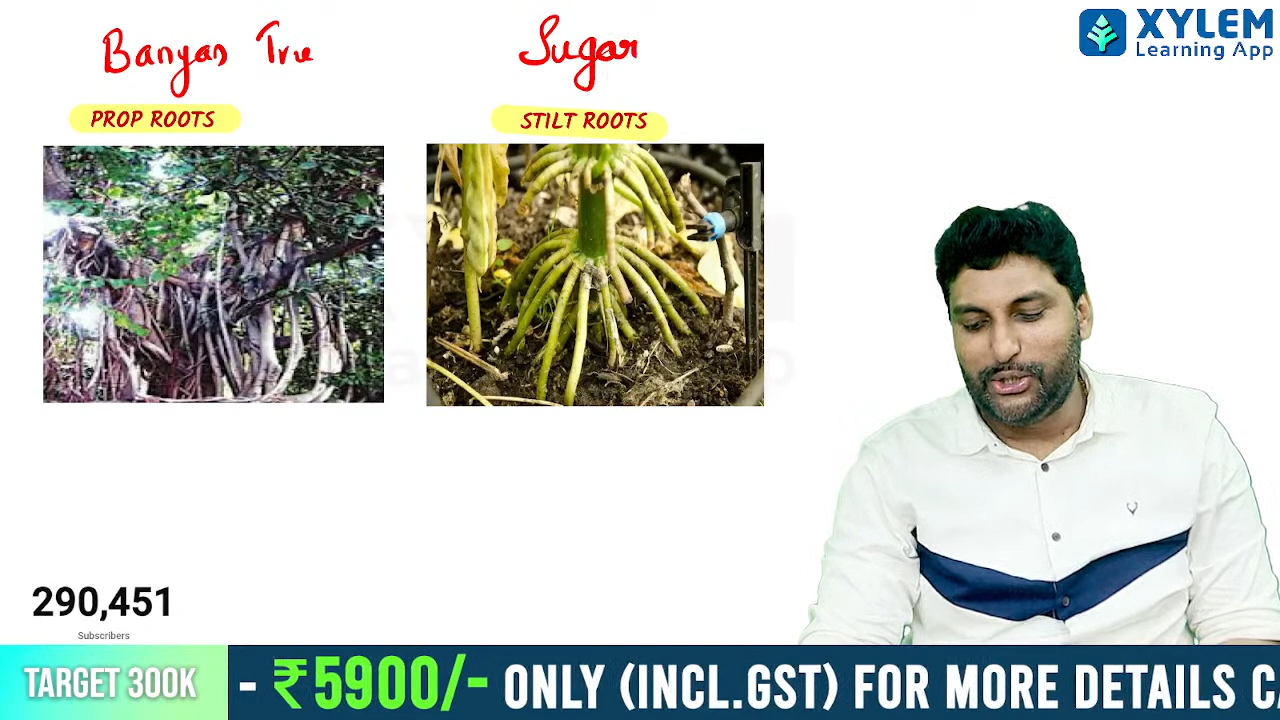 Banyan Tree
Sugar
XYLEM
Learning App
PROP ROOTS
STILT ROOTS
290,451
Subscribers
TARGET 300K
- ₹5900/- ONLY (INCL.GST) FOR MORE DETAILS